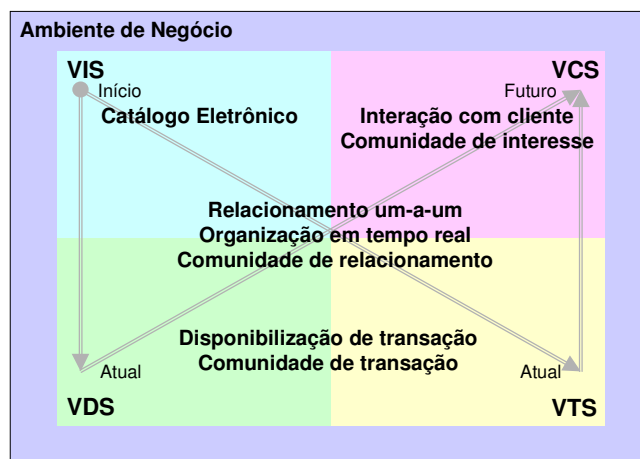 Ambiente de Negócio
VIS
VCS
Início
Futuro
Catálogo Eletrônico
Interação com cliente
Comunidade de interesse
Relacionamento um-a-um
Organização em tempo real
Comunidade de relacionamento
Disponibilização de transação
Comunidade de transação
Atual
Atual
VDS
VTS